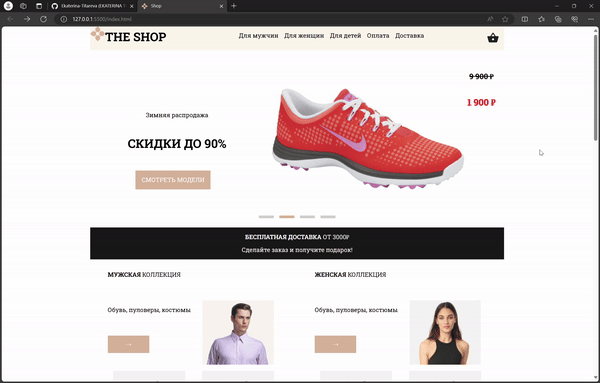 Ekaterina-Titareva (EKATERINA T
Shop
127.0.0.1:5500/index.html
THE SHOP
Для мужчин Для женщин Для детей Оплата Доставка
9 900 ₽
1 900 ₽
Зимняя распродажа
СКИДКИ ДО 90%
СМОТРЕТЬ МОДЕЛИ
БЕСПЛАТНАЯ ДОСТАВКА ОТ 3000₽
Сделайте заказ и получите подарок!
МУЖСКАЯ КОЛЛЕКЦИЯ
ЖЕНСКАЯ КОЛЛЕКЦИЯ
Обувь, пуловеры, костюмы
Обувь, пуловеры, костюмы